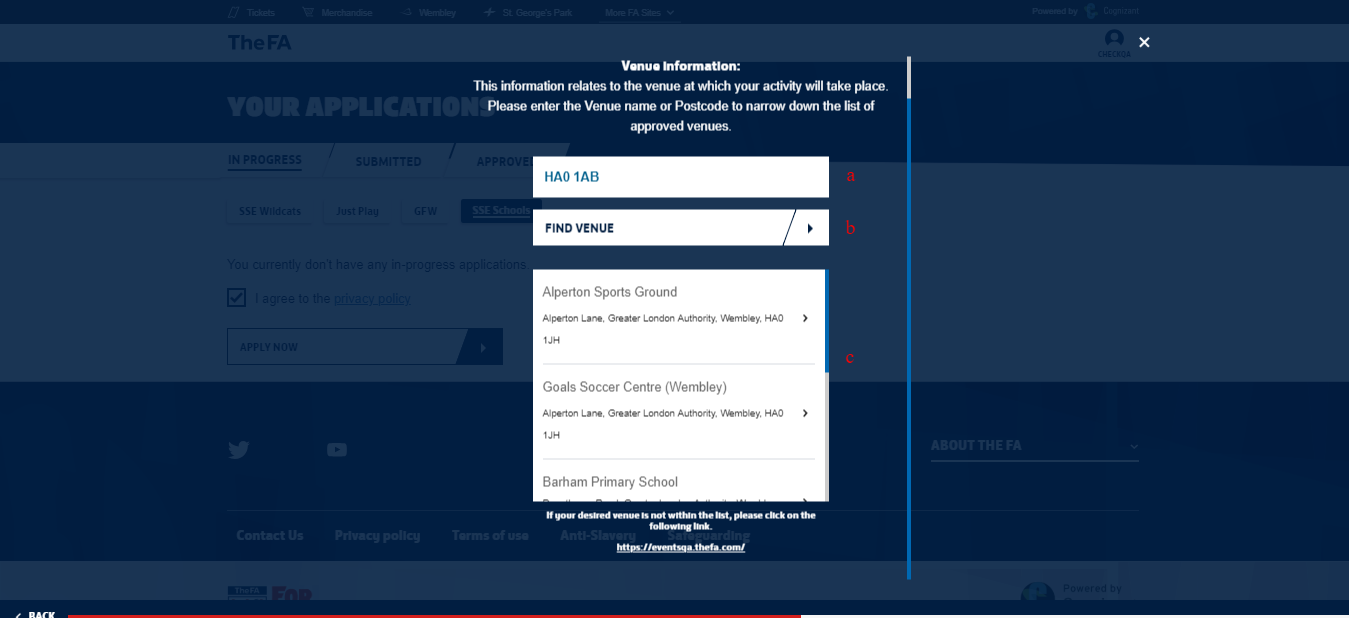 Tickets Merchandise Wembley St. George's Park More FA Sites Powered by Cognizant
TheFA CHECKQA
Venue information:
This information relates to the venue at which your activity will take place.
Please enter the Venue name or Postcode to narrow down the list of
approved venues.
YOUR APPLICATIONS
IN PROGRESS SUBMITTED APPROVED
HA0 1AB a
SSE Wildcats Just Play GFW SSE Schools
FIND VENUE b
You currently don't have any in-progress applications
I agree to the privacy policy
APPLY NOW
Alperton Sports Ground
Alperton Lane, Greater London Authority, Wembley, HA0
1JH
c
Goals Soccer Centre (Wembley)
Alperton Lane, Greater London Authority, Wembley, HA0
1JH
Barham Primary School
ABOUT THE FA
If your desired venue is not within the list, please click on the
following link.
https://eventsqa.thefa.com/
Contact Us Privacy policy Terms of use Anti-Slavery Safeguarding
TheFA FOR
Powered by
BACK